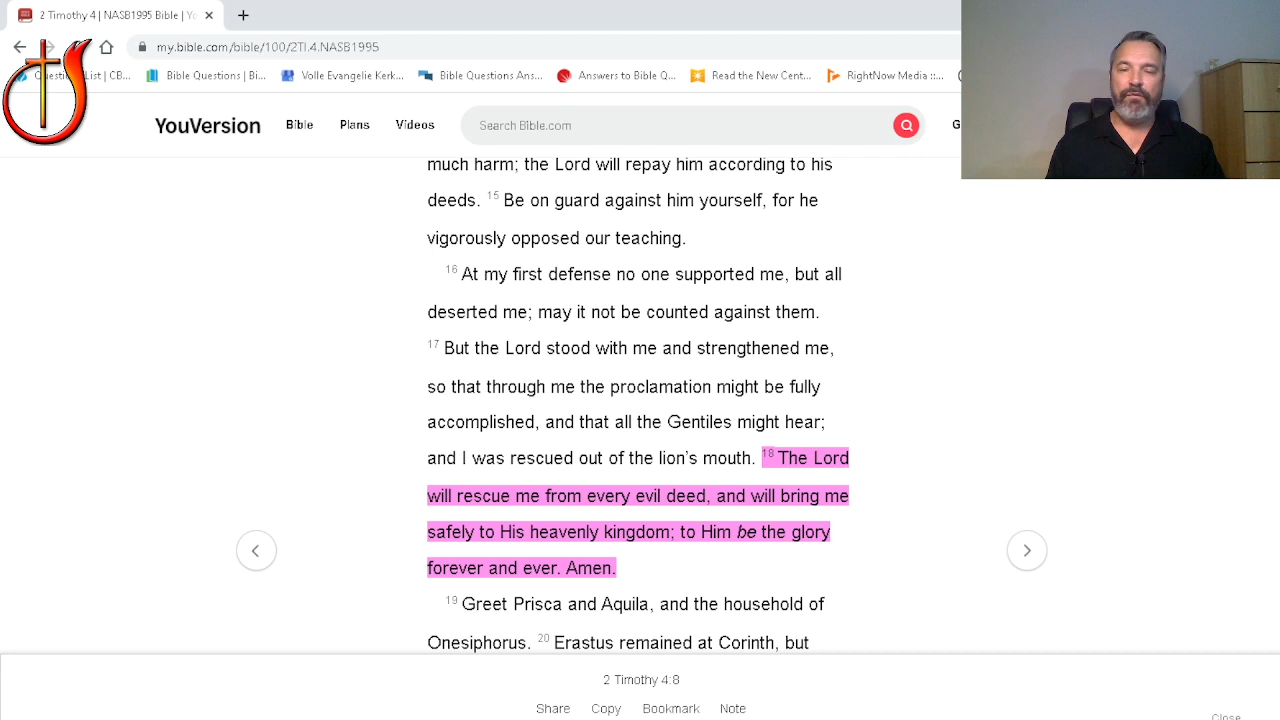 2 Timothy 4 | NASB1995 Bible | Yo
my.bible.com/bible/100/2TI.4.NASB1995
Question List | CB...
Bible Questions | Bi...
Volle Evangelie Kerk...
Bible Questions Ans...
Answers to Bible Q...
Read the New Cent...
RightNow Media ::...
YouVersion
Bible
Plans
Videos
Search Bible.com
G
much harm; the Lord will repay him according to his
deeds. 15 Be on guard against him yourself, for he
vigorously opposed our teaching.
16 At my first defense no one supported me, but all
deserted me; may it not be counted against them.
17 But the Lord stood with me and strengthened me,
so that through me the proclamation might be fully
accomplished, and that all the Gentiles might hear;
and I was rescued out of the lion's mouth. 18 The Lord
will rescue me from every evil deed, and will bring me
safely to His heavenly kingdom; to Him be the glory
forever and ever. Amen.
19 Greet Prisca and Aquila, and the household of
Onesiphorus. 20 Erastus remained at Corinth, but
2 Timothy 4:8
Share
Copy
Bookmark
Note
Close